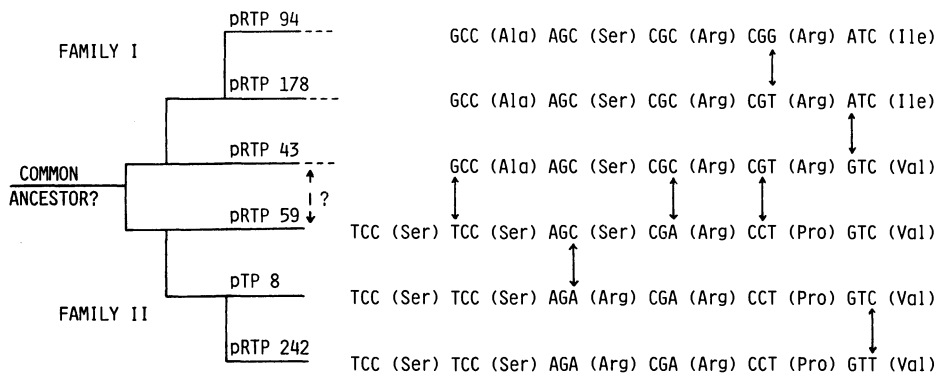 pRTP 94
GCC (Ala) AGC (Ser) CGC (Arg) CGG (Arg) ATC (Ile)
FAMILY I
pRTP 178
GCC (Ala) AGC (Ser) CGC (Arg) CGT (Arg) ATC (Ile)
pRTP 43
GCC (Ala) AGC (Ser) CGC (Arg) CGT (Arg) GTC (Val)
COMMON
ANCESTOR?
?
pRTP 59
TCC (Ser) TCC (Ser) AGC (Ser) CGA (Arg) CCT (Pro) GTC (Val)
pTP 8
TCC (Ser) TCC (Ser) AGA (Arg) CGA (Arg) CCT (Pro) GTC (Val)
FAMILY II
pRTP 242
TCC (Ser) TCC (Ser) AGA (Arg) CGA (Arg) CCT (Pro) GTT (Val)